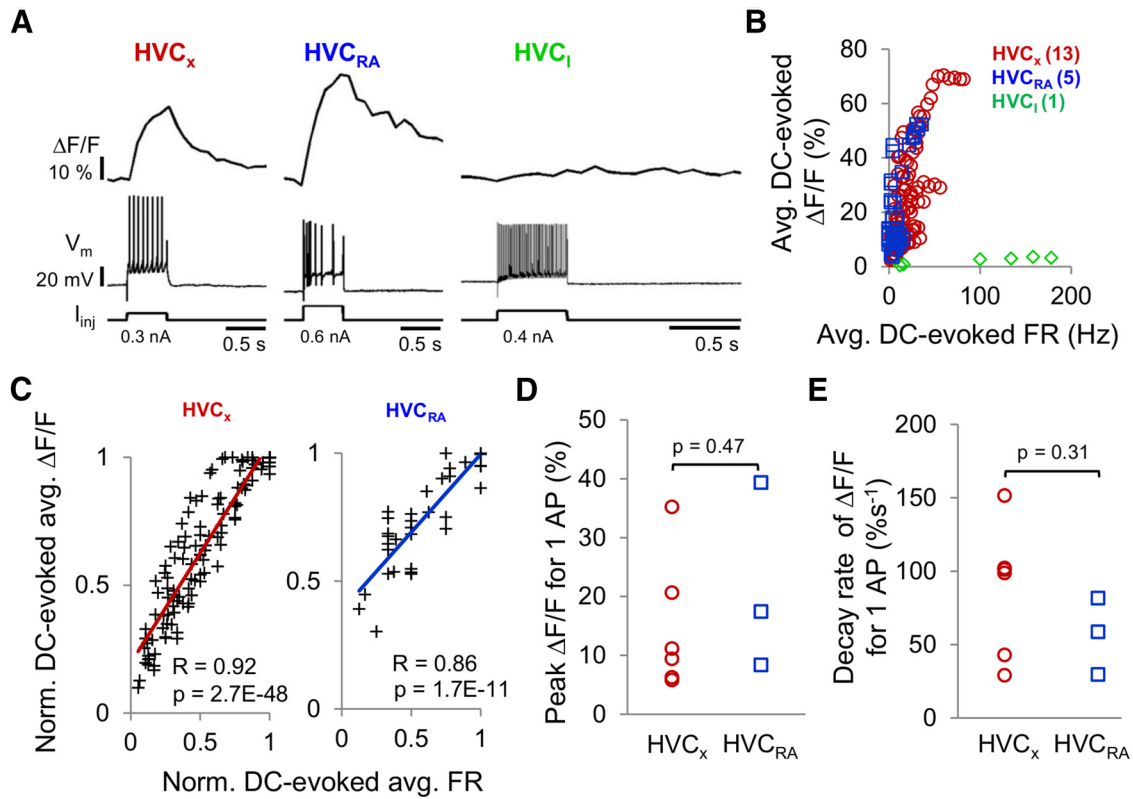 A
HVCx
HVCRA
HVCI
ΔF/F
10 %
Vm
20 mV
Iinj
0.3 nA
0.5 s
0.6 nA
0.5 s
0.4 nA
0.5 s
B
HVCx (13)
HVCRA (5)
HVCI (1)
Avg. DC-evoked
ΔF/F (%)
80
60
40
20
0
0
100
200
Avg. DC-evoked FR (Hz)
C
HVCx
HVCRA
Norm. DC-evoked avg. ΔF/F
1
0.5
0
R = 0.92
p = 2.7E-48
0
0.5
1
1
0.5
0
R = 0.86
p = 1.7E-11
0
0.5
1
Norm. DC-evoked avg. FR
D
Peak ΔF/F for 1 AP (%)
50
40
30
20
10
0
p = 0.47
HVCx
HVCRA
E
Decay rate of ΔF/F
for 1 AP (%s-1)
200
150
100
50
0
p = 0.31
HVCx
HVCRA